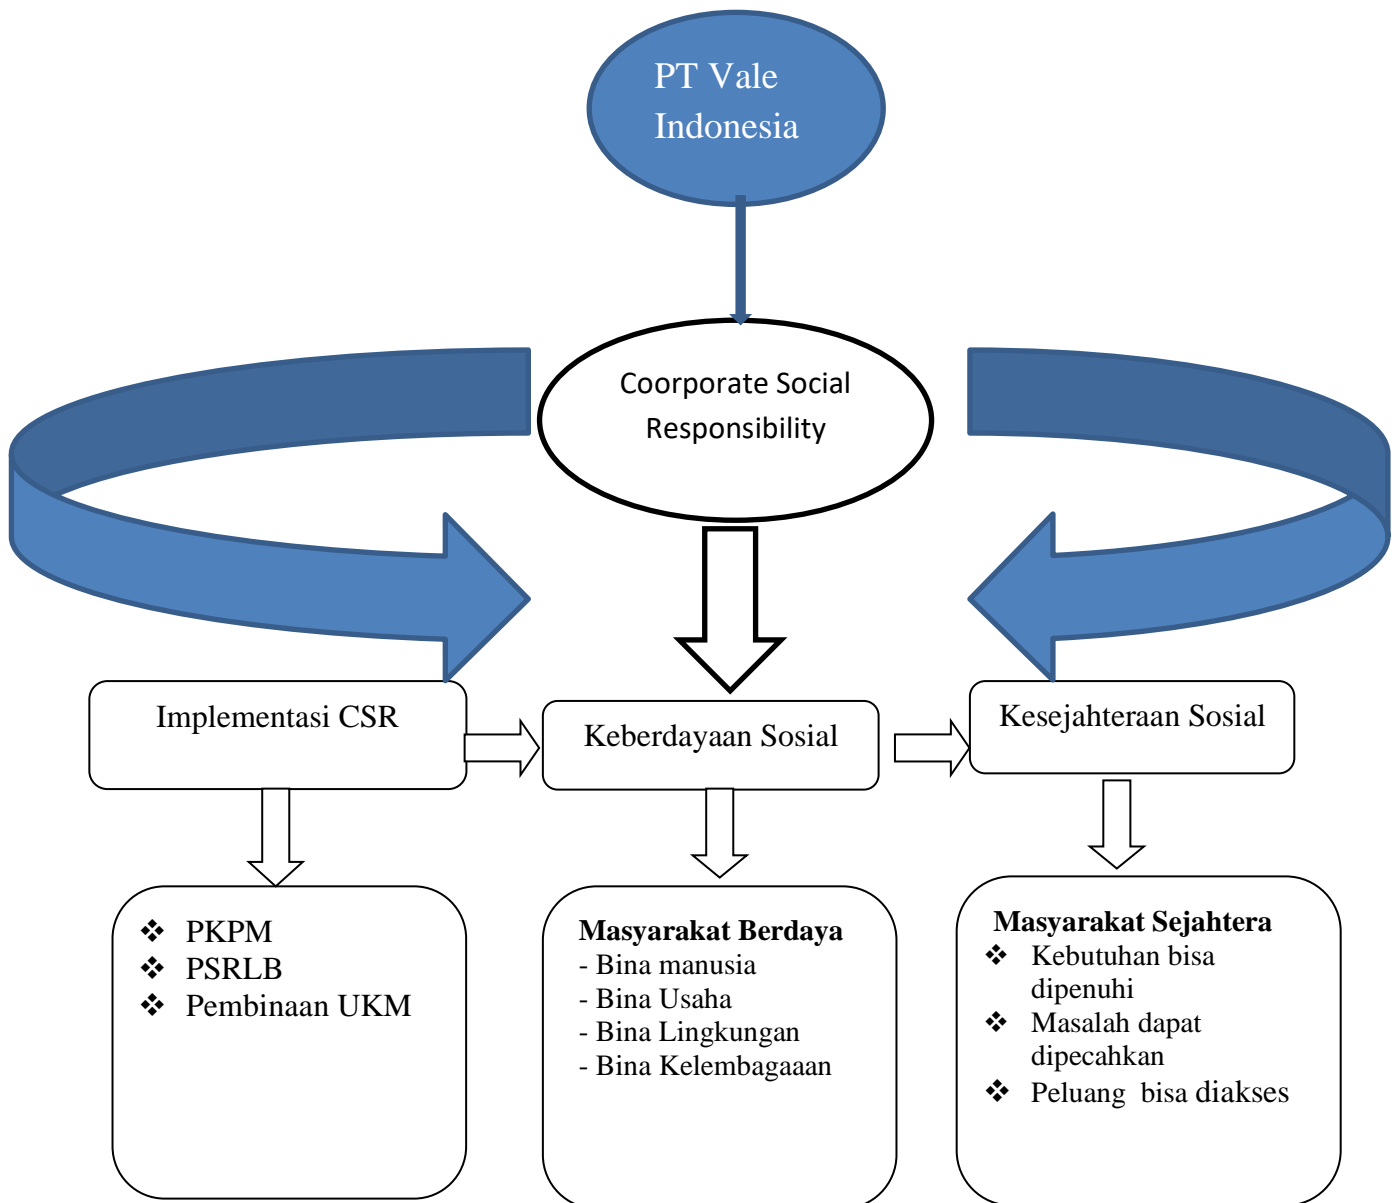 PT Vale
Indonesia
Coorporate Social
Responsibility
Implementasi CSR
Keberdayaan Sosial
Kesejahteraan Sosial
❖ PKPM
❖ PSRLB
❖ Pembinaan UKM
Masyarakat Berdaya
- Bina manusia
- Bina Usaha
- Bina Lingkungan
- Bina Kelembagaaan
Masyarakat Sejahtera
❖ Kebutuhan bisa
dipenuhi
❖ Masalah dapat
dipecahkan
❖ Peluang bisa diakses